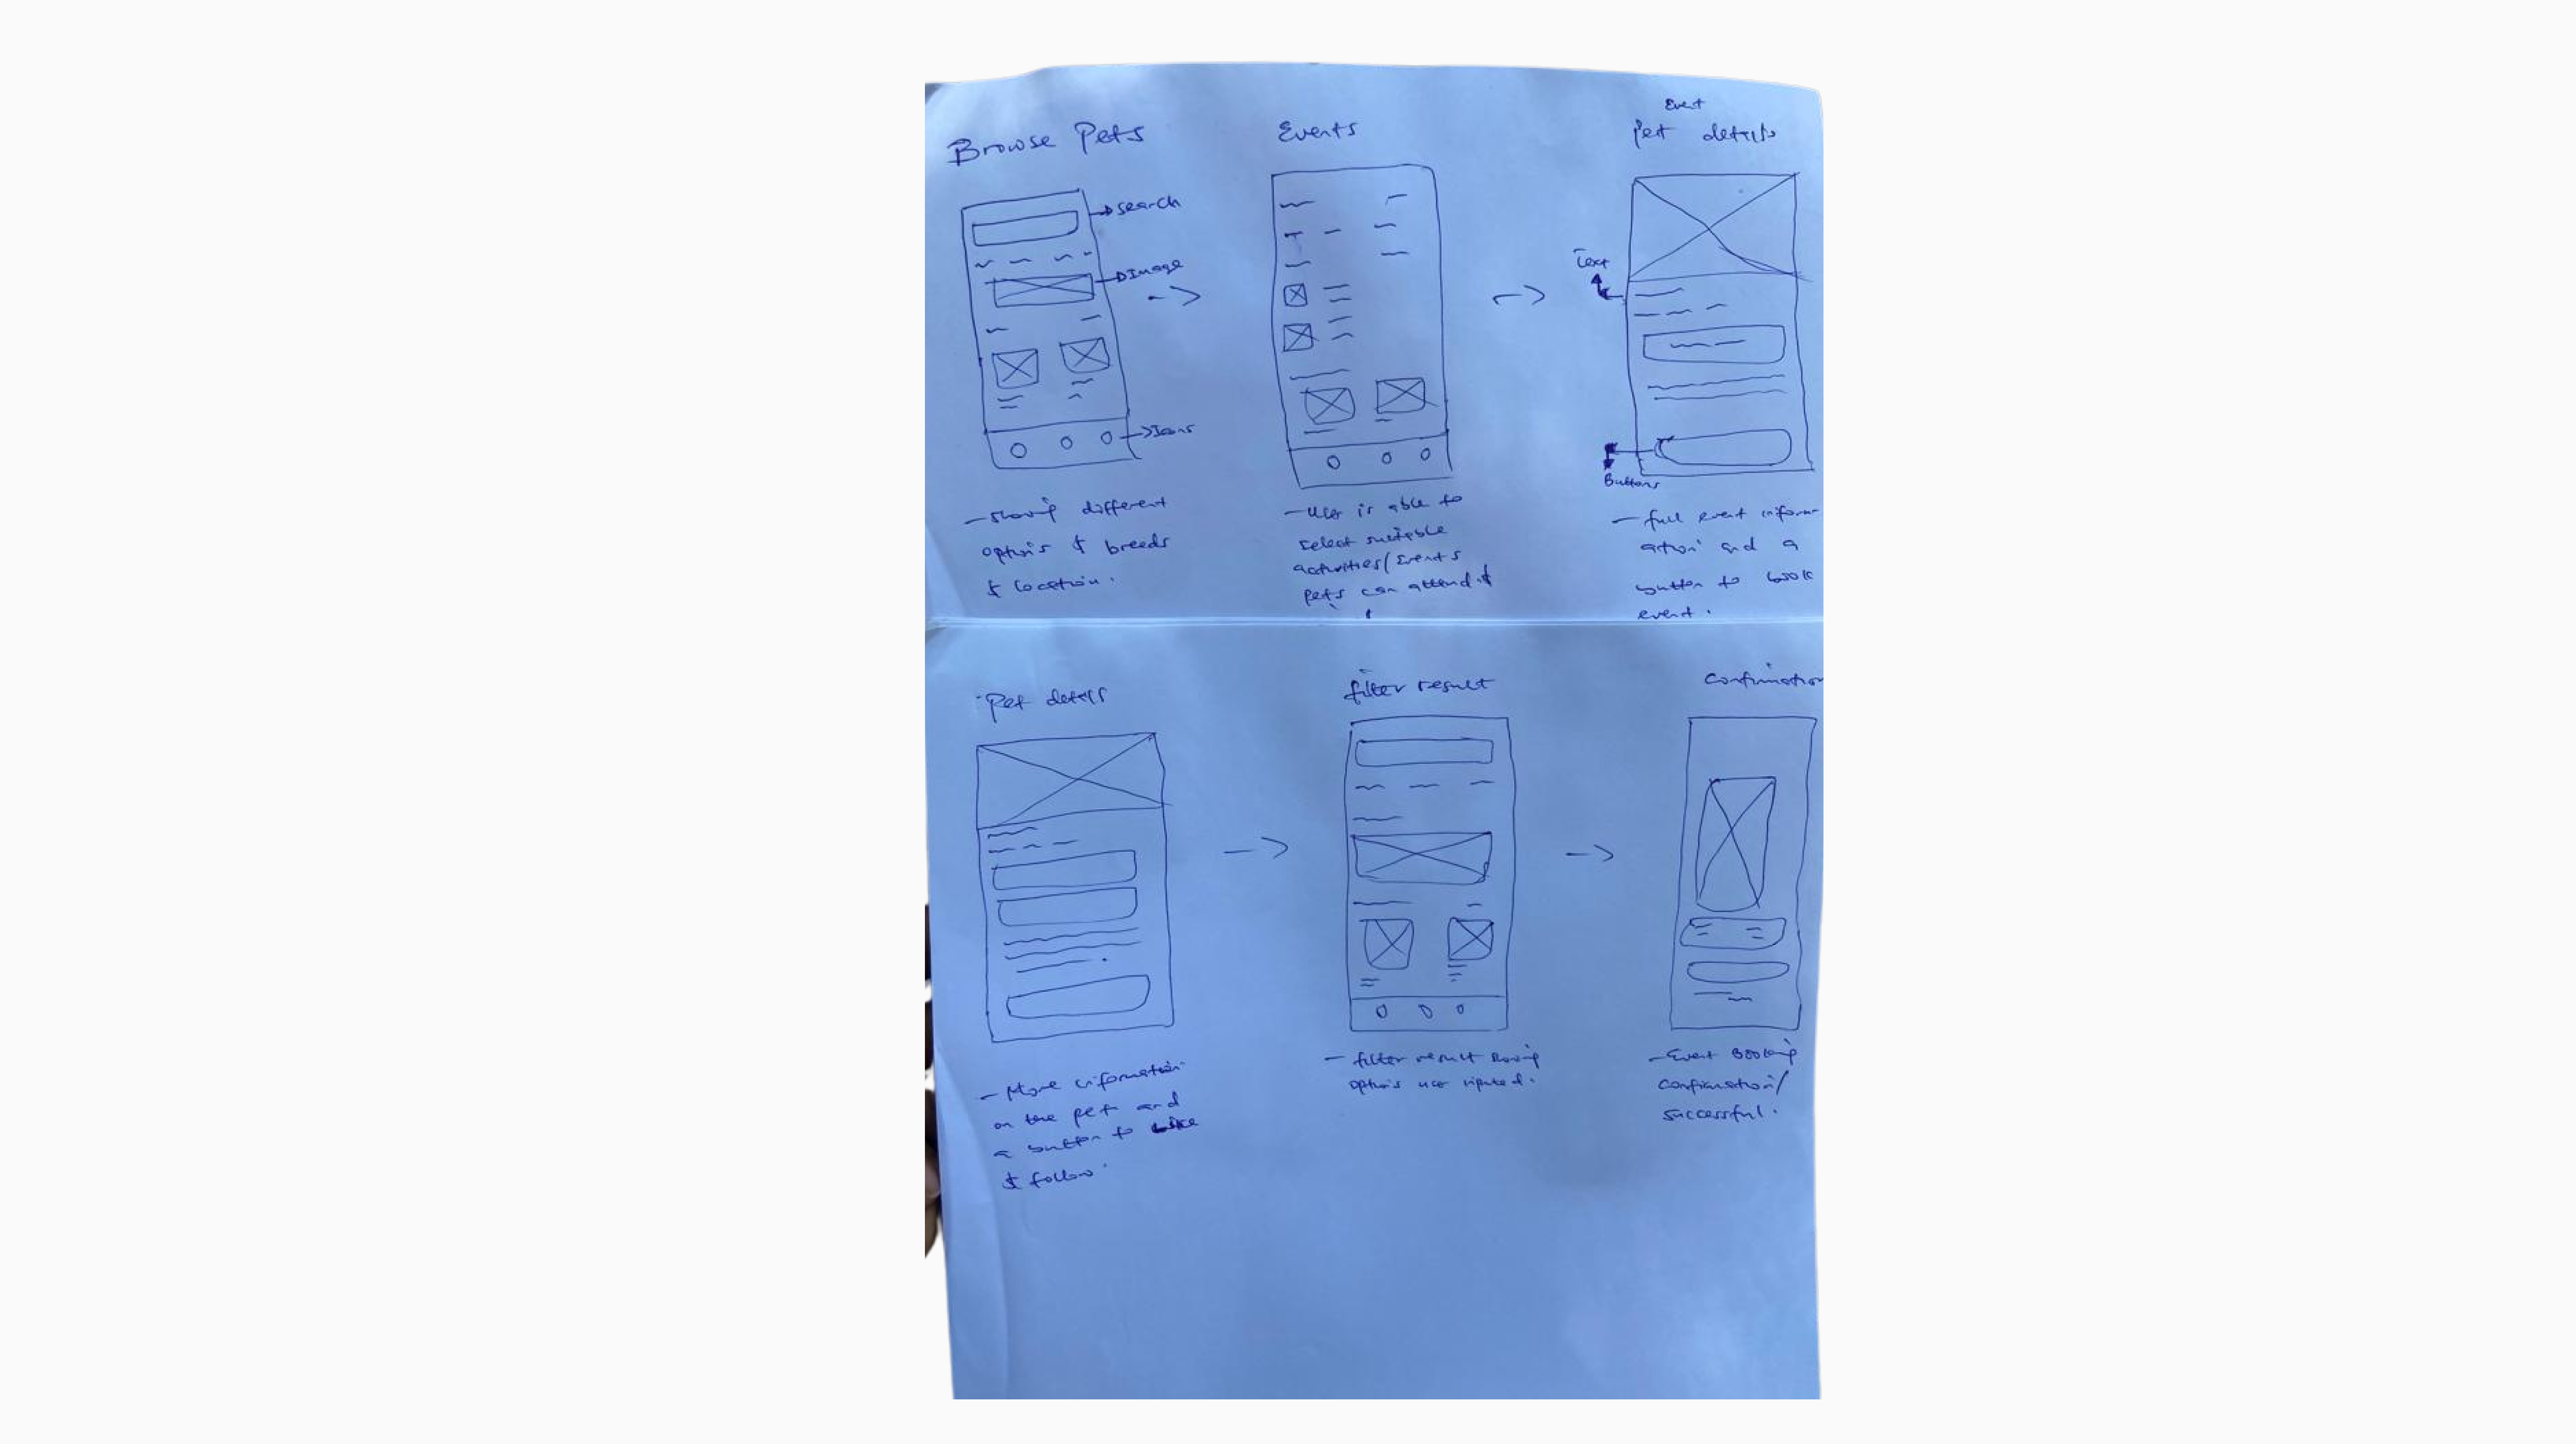 Browse Pets
→ search
→ Image
→ Icons
- showing different
options & breeds
& location.
Events
- User is able to
select suitable
activities/Events
pets can attend &
Event
Pet details
Text
Buttons
- full event inform-
ation and a
button to book
event.
Pet details
- More information
on the pet and
a button to like
& follow
filter result
- filter result showing
options user inputed.
Confirmation
- Event Booking
confirmation/
successful.